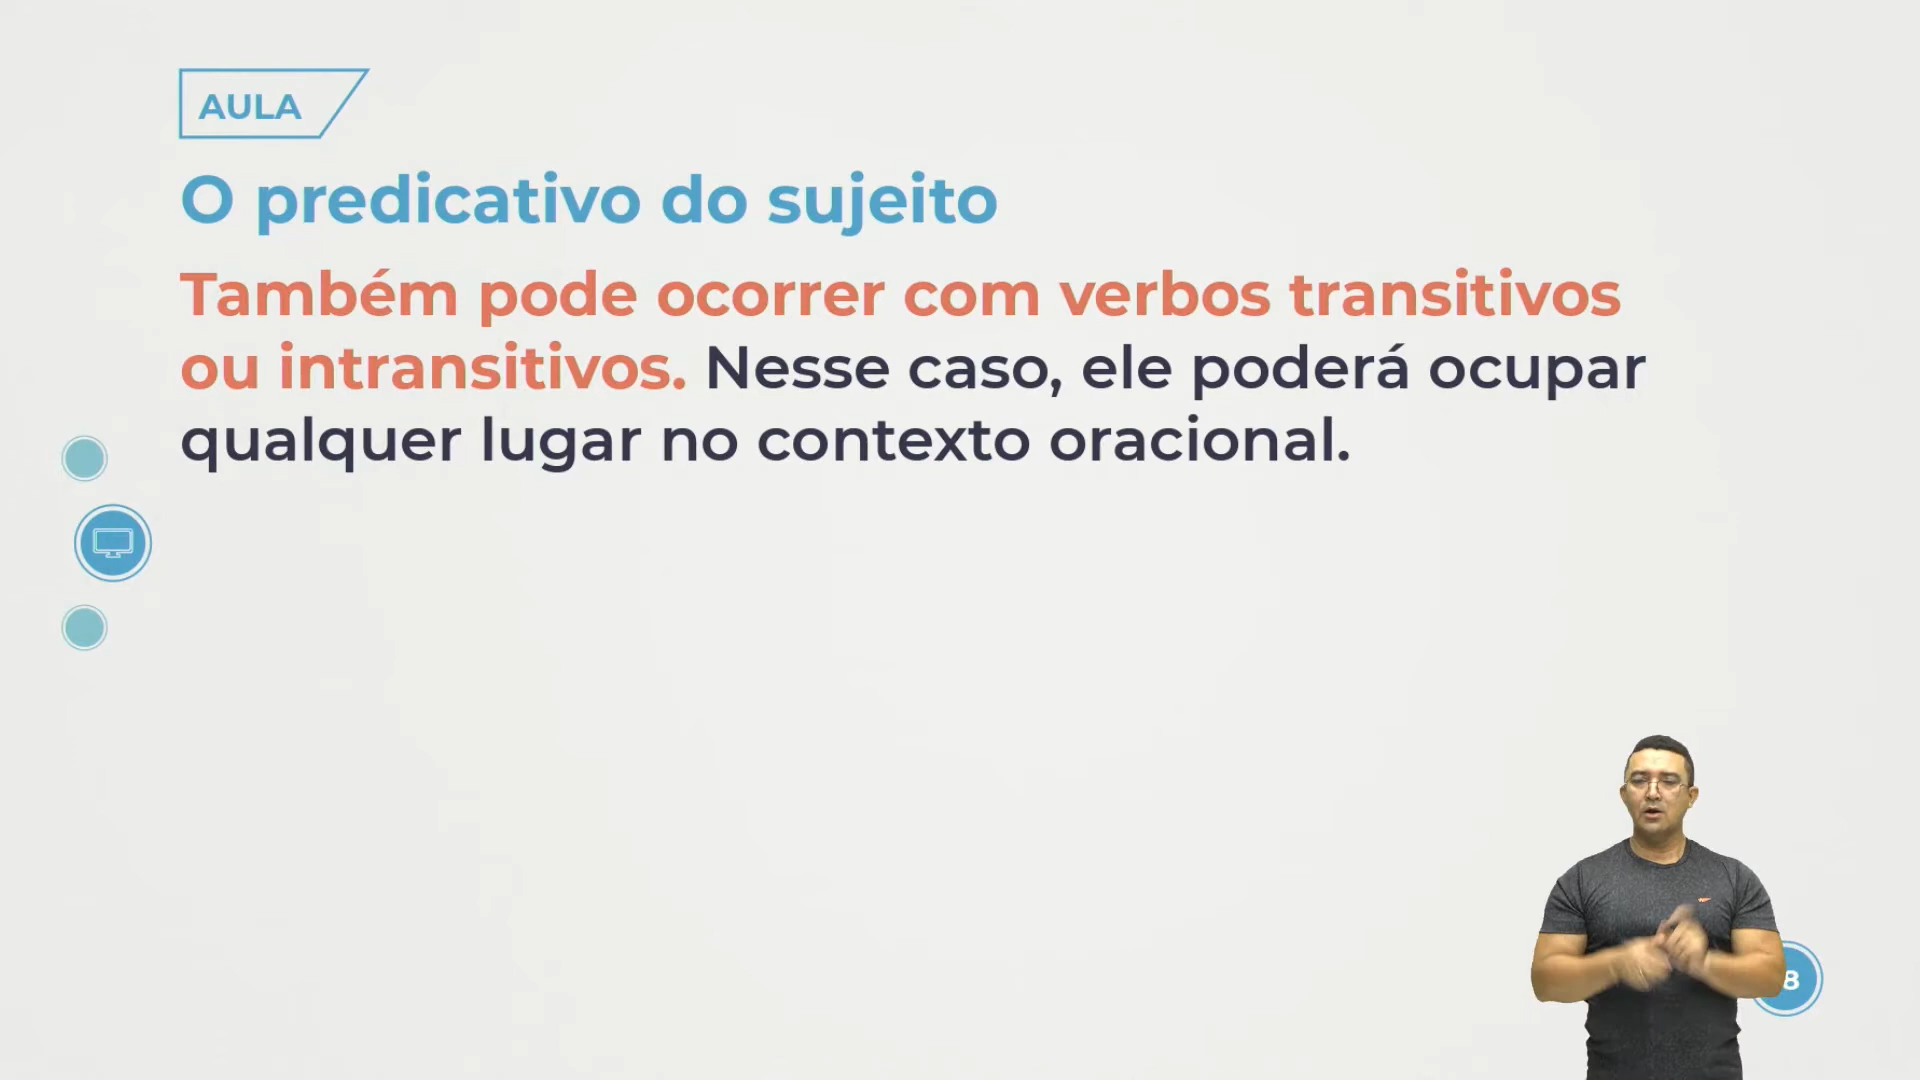 AULA
O predicativo do sujeito
Também pode ocorrer com verbos transitivos
ou intransitivos. Nesse caso, ele poderá ocupar
qualquer lugar no contexto oracional.
8